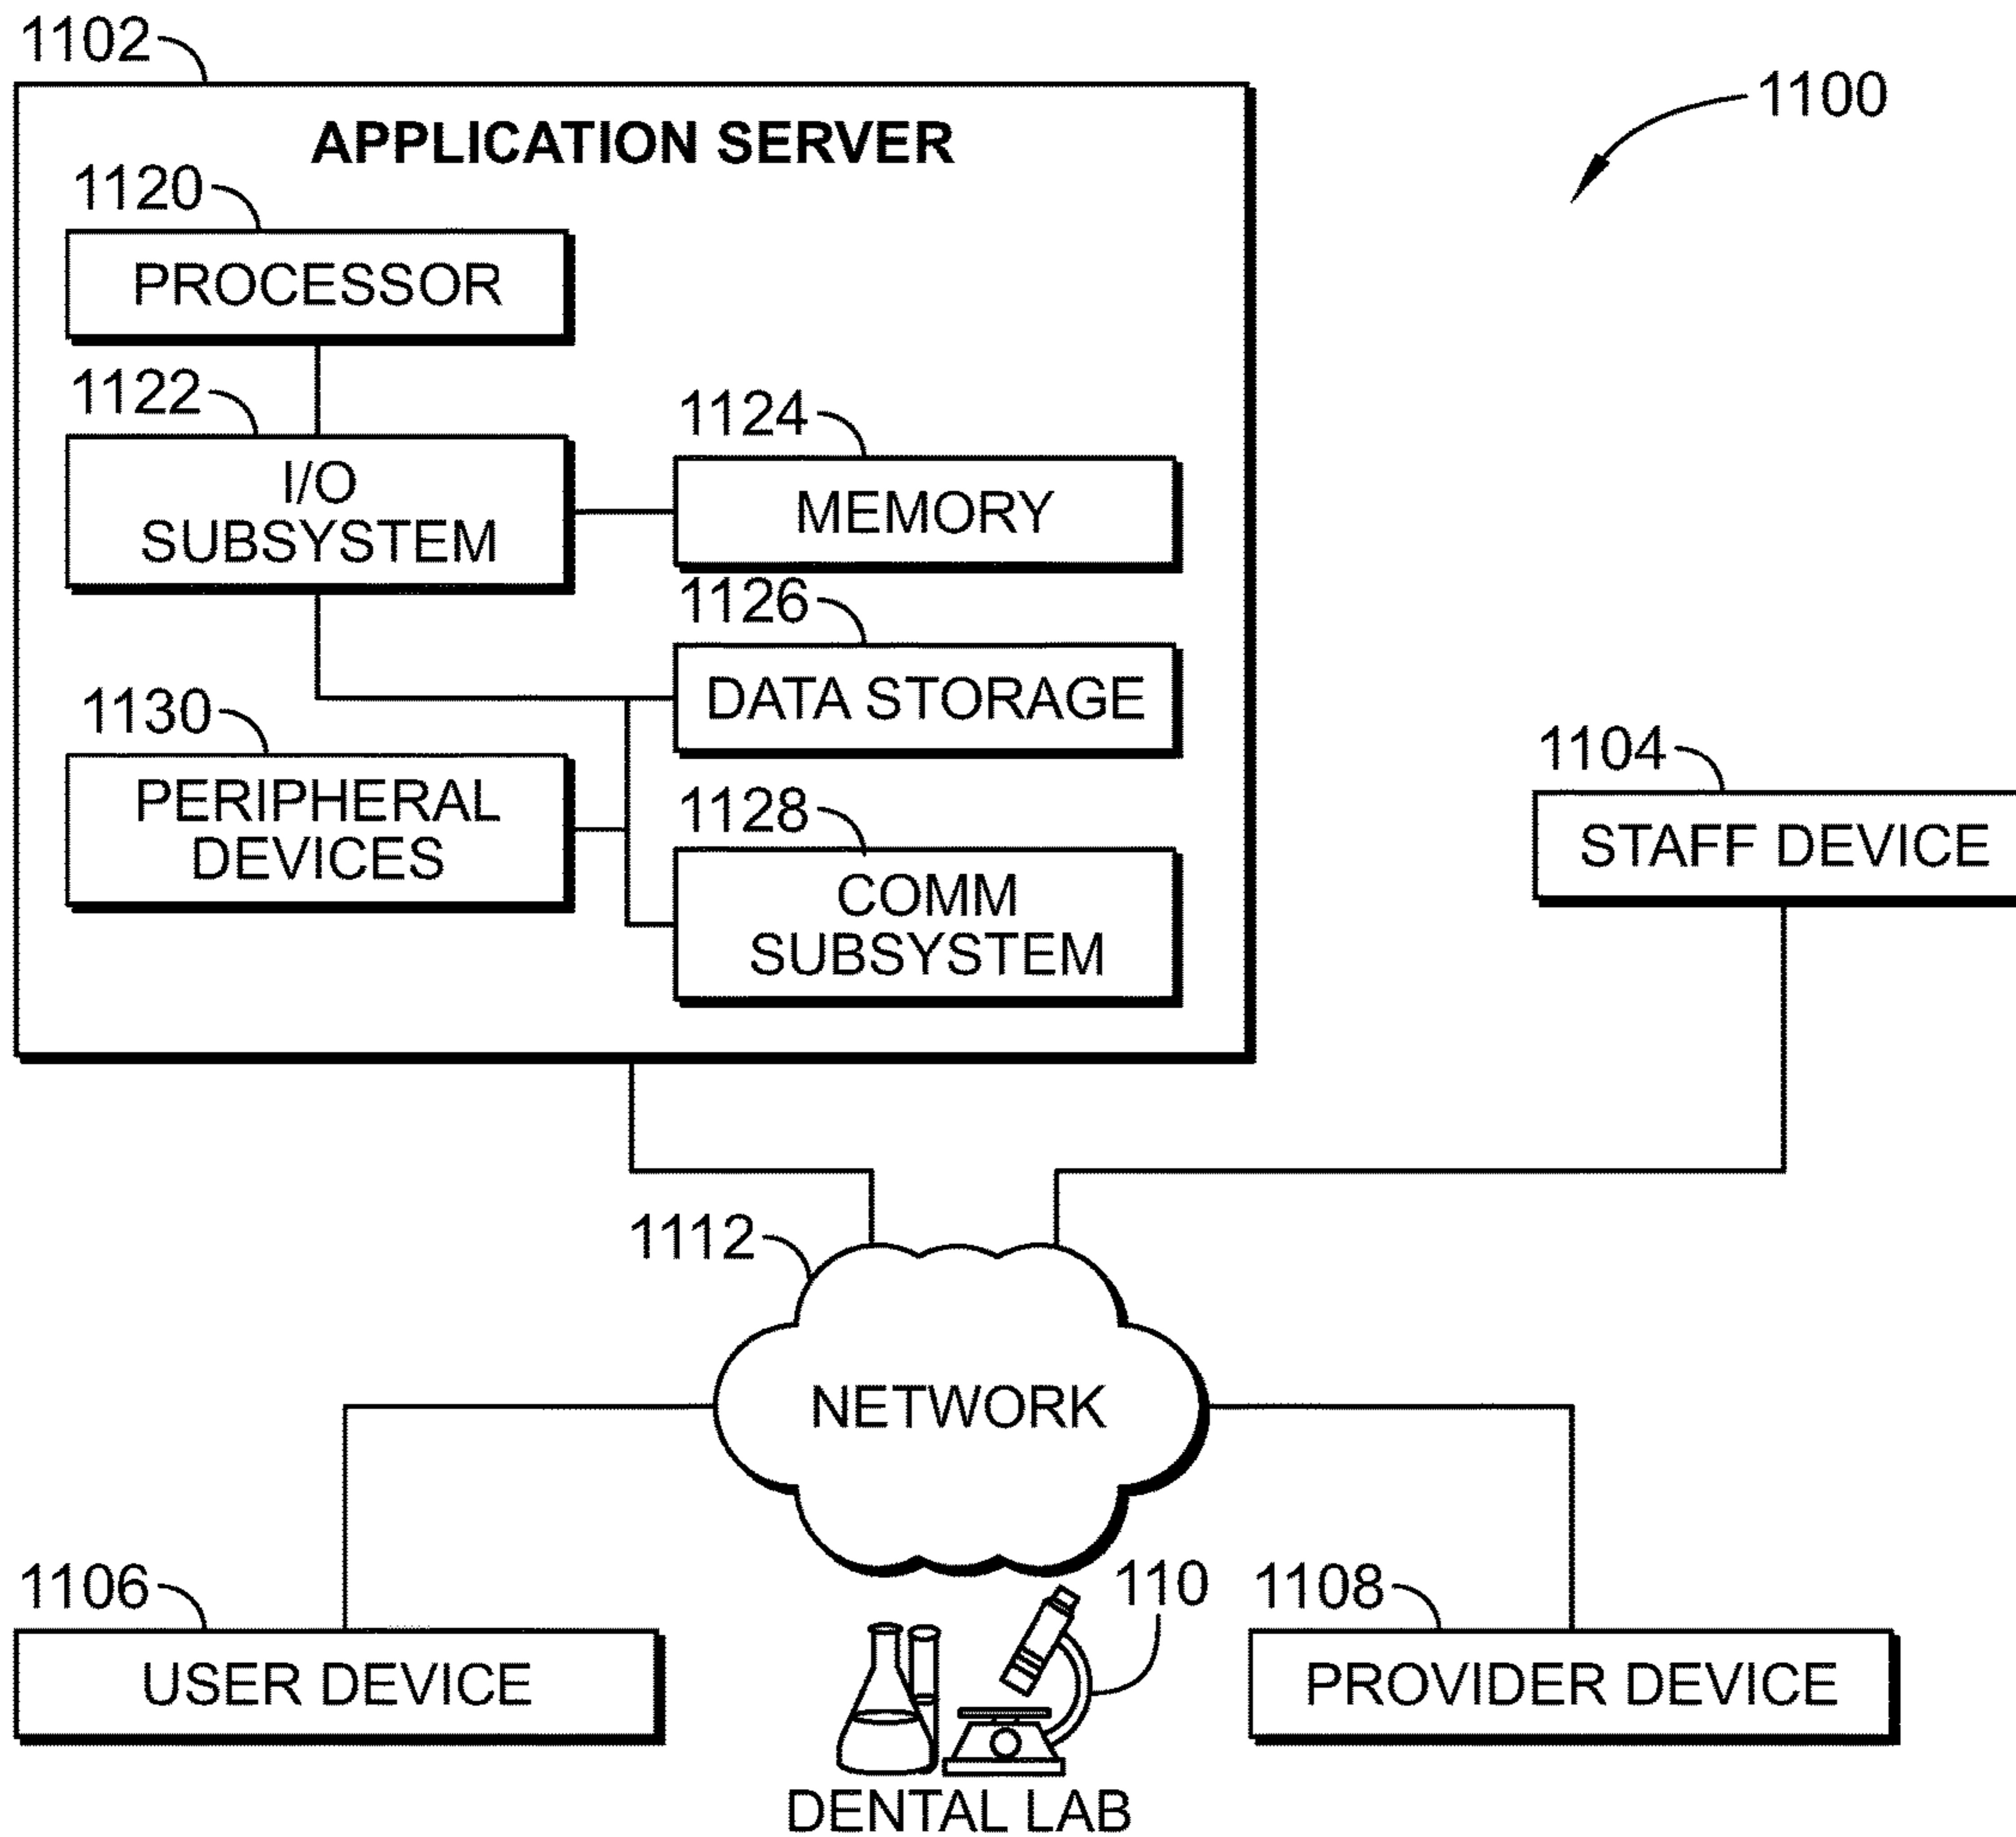 1102
1100
APPLICATION SERVER
1120
PROCESSOR
1122
I/O
SUBSYSTEM
1124
MEMORY
1126
DATA STORAGE
1130
PERIPHERAL
DEVICES
1128
COMM
SUBSYSTEM
1104
STAFF DEVICE
1112
NETWORK
1106
USER DEVICE
110
DENTAL LAB
1108
PROVIDER DEVICE